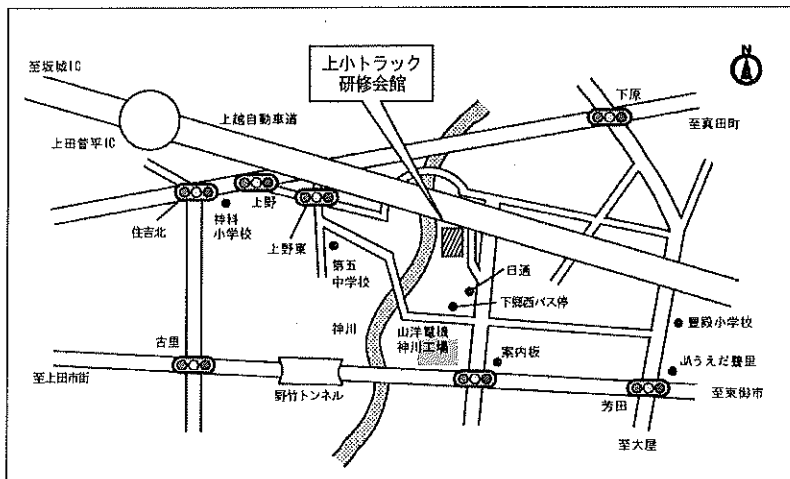 至坂城IC
上小トラック
研修会館
N
下原
上越自動車道
至真田町
上田菅平IC
上野
住吉北
神科
小学校
上野東
第五
中学校
日通
下郷西バス停
神川
山洋電機
神川工場
豊殿小学校
古里
案内板
JAうえだ豊里
至上田市街
野竹トンネル
芳田
至東御市
至大屋